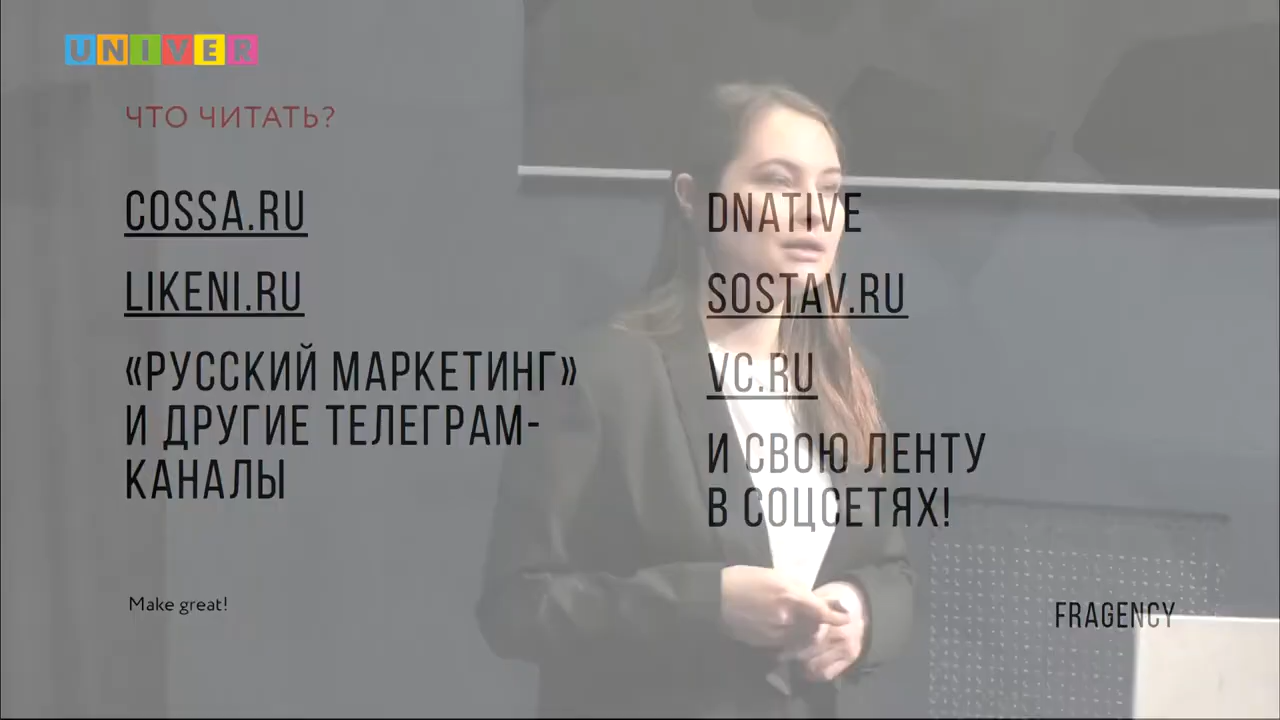 UNIVER
ЧТО ЧИТАТЬ?
COSSA.RU
LIKENI.RU
«РУССКИЙ МАРКЕТИНГ»
И ДРУГИЕ ТЕЛЕГРАМ-
КАНАЛЫ
DNATIVE
SOSTAV.RU
VC.RU
И СВОЮ ЛЕНТУ
В СОЦСЕТЯХ!
Make great!
FRAGENCY